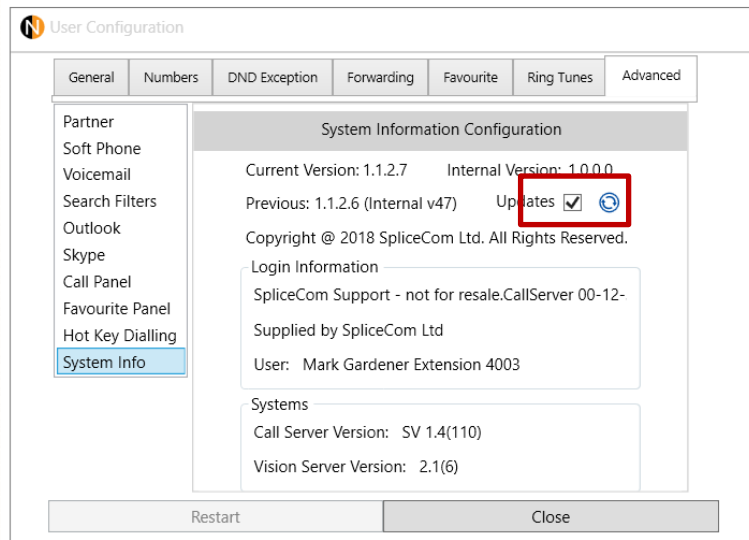 N User Configuration
General Numbers DND Exception Forwarding Favourite Ring Tunes Advanced
Partner
Soft Phone
Voicemail
Search Filters
Outlook
Skype
Call Panel
Favourite Panel
Hot Key Dialling
System Info
System Information Configuration
Current Version: 1.1.2.7 Internal Version: 1.0.0.0
Previous: 1.1.2.6 (Internal v47) Updates
Copyright @ 2018 SpliceCom Ltd. All Rights Reserved.
Login Information
SpliceCom Support - not for resale.CallServer 00-12-
Supplied by SpliceCom Ltd
User: Mark Gardener Extension 4003
Systems
Call Server Version: SV 1.4(110)
Vision Server Version: 2.1(6)
Restart Close